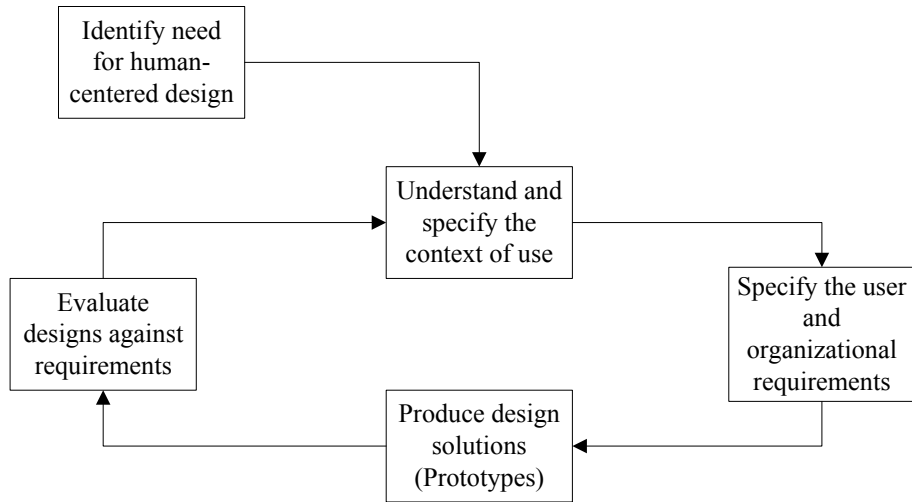 Identify need
for human-
centered design
Understand and
specify the
context of use
Specify the user
and
organizational
requirements
Produce design
solutions
(Prototypes)
Evaluate
designs against
requirements